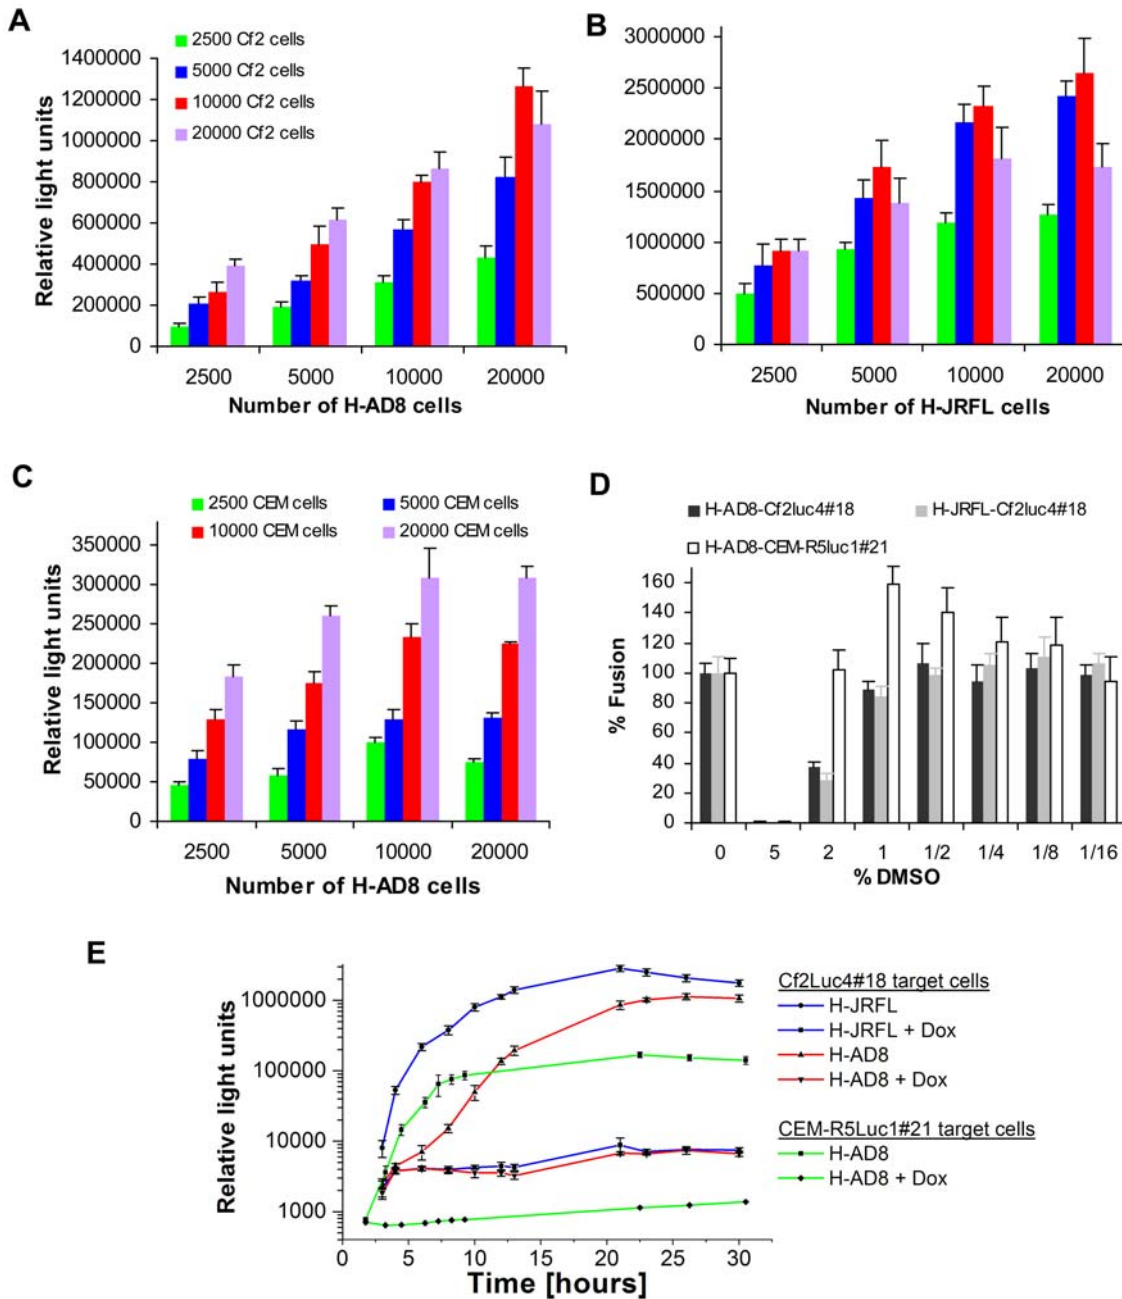 A
2500 Cf2 cells
5000 Cf2 cells
10000 Cf2 cells
20000 Cf2 cells
1400000
1200000
1000000
800000
600000
400000
200000
0
Relative light units
2500 5000 10000 20000
Number of H-AD8 cells
B
3000000
2500000
2000000
1500000
1000000
500000
0
2500 5000 10000 20000
Number of H-JRFL cells
C
2500 CEM cells 5000 CEM cells
10000 CEM cells 20000 CEM cells
350000
300000
250000
200000
150000
100000
50000
0
Relative light units
2500 5000 10000 20000
Number of H-AD8 cells
D
H-AD8-Cf2luc4#18 H-JRFL-Cf2luc4#18
H-AD8-CEM-R5luc1#21
160
140
120
100
80
60
40
20
0
% Fusion
0 5 2 1 1/2 1/4 1/8 1/16
% DMSO
E
1000000
100000
10000
1000
Relative light units
0 5 10 15 20 25 30
Time [hours]
Cf2Luc4#18 target cells
H-JRFL
H-JRFL + Dox
H-AD8
H-AD8 + Dox
CEM-R5Luc1#21 target cells
H-AD8
H-AD8 + Dox